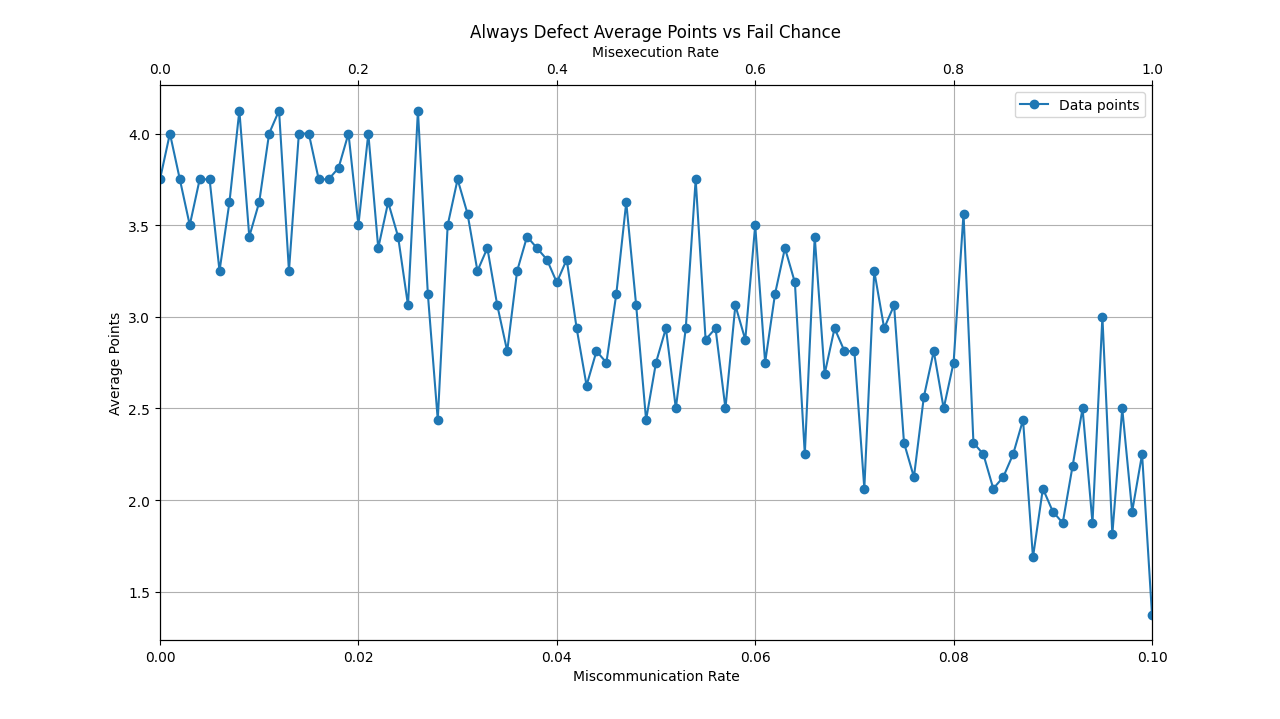 Always Defect Average Points vs Fail Chance
Misexecution Rate
0.0 0.2 0.4 0.6 0.8 1.0
Data points
4.0
3.5
3.0
2.5
2.0
1.5
Average Points
0.00 0.02 0.04 0.06 0.08 0.10
Miscommunication Rate